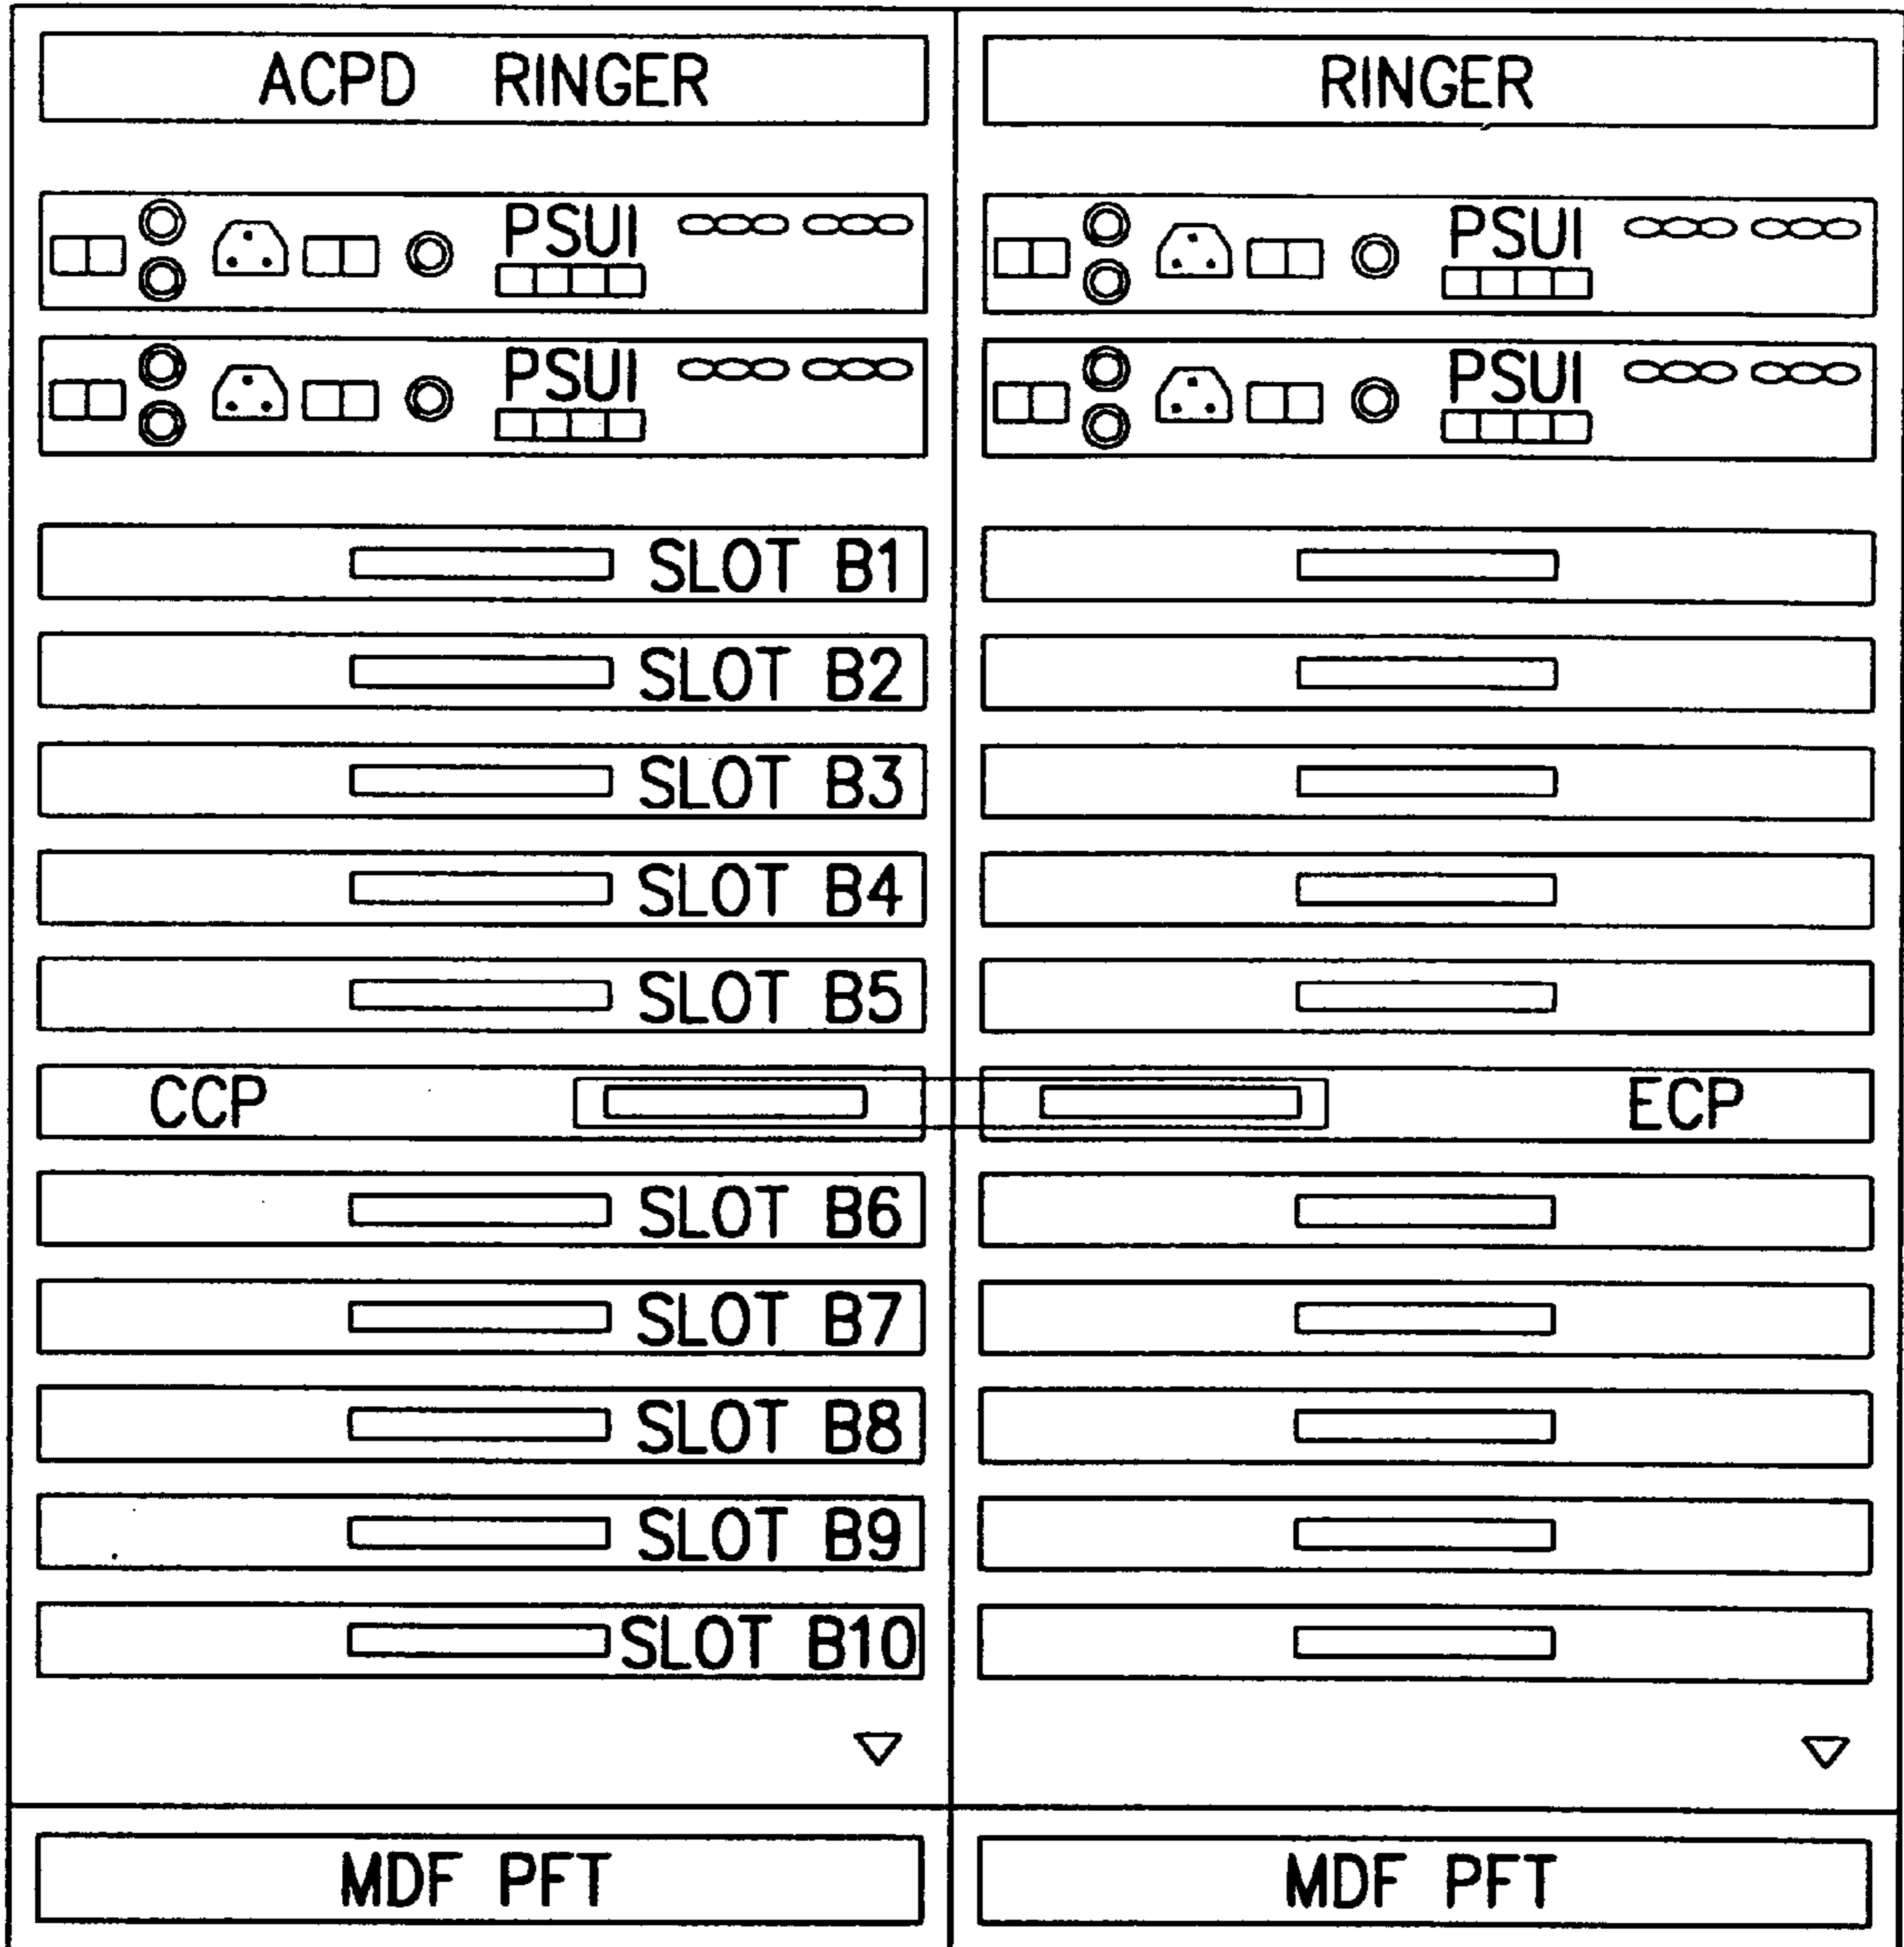 ACPD RINGER
PSUI
PSUI
SLOT B1
SLOT B2
SLOT B3
SLOT B4
SLOT B5
CCP
SLOT B6
SLOT B7
SLOT B8
SLOT B9
SLOT B10
MDF PFT
RINGER
PSUI
PSUI
ECP
MDF PFT